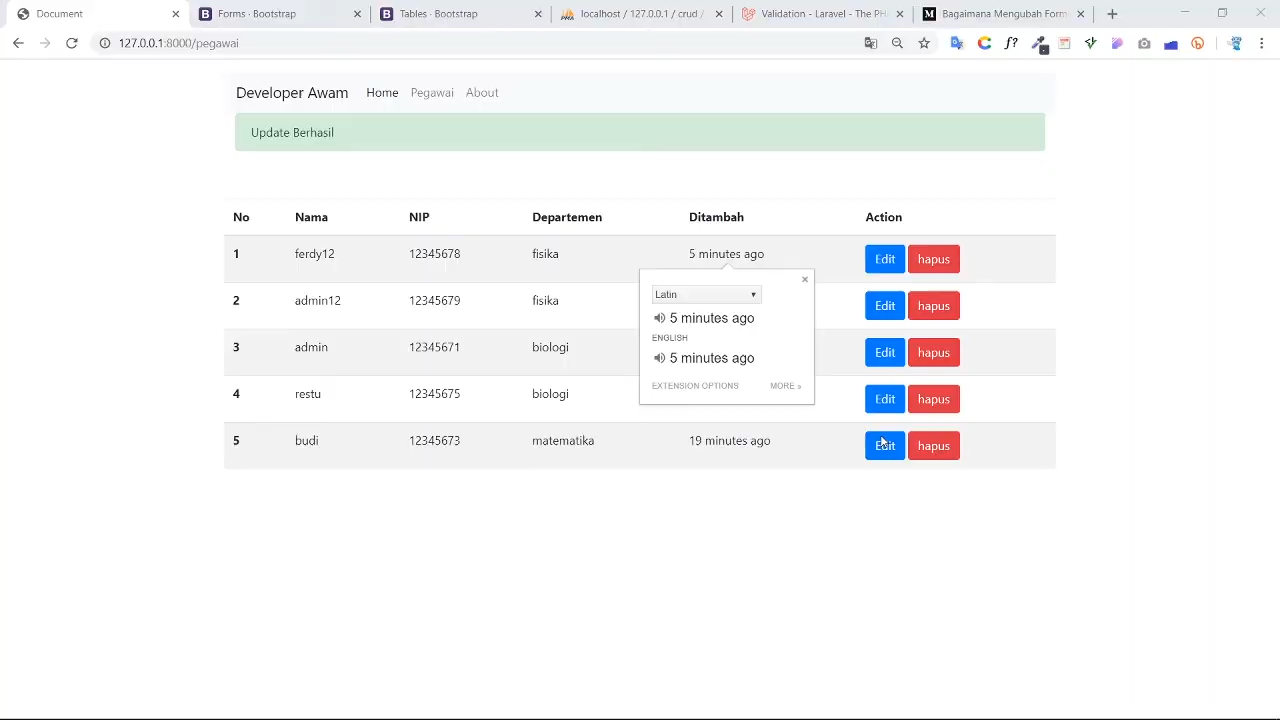 Document
Forms · Bootstrap
Tables · Bootstrap
localhost / 127.0.0.1 / crud /
Validation - Laravel - The PH
Bagaimana Mengubah Form
127.0.0.1:8000/pegawai
Developer Awam Home Pegawai About
Update Berhasil
No Nama NIP Departemen Ditambah Action
1 ferdy12 12345678 fisika 5 minutes ago Edit hapus
2 admin12 12345679 fisika Edit hapus
3 admin 12345671 biologi Edit hapus
4 restu 12345675 biologi Edit hapus
5 budi 12345673 matematika 19 minutes ago Edit hapus
Latin
5 minutes ago
ENGLISH
5 minutes ago
EXTENSION OPTIONS MORE »